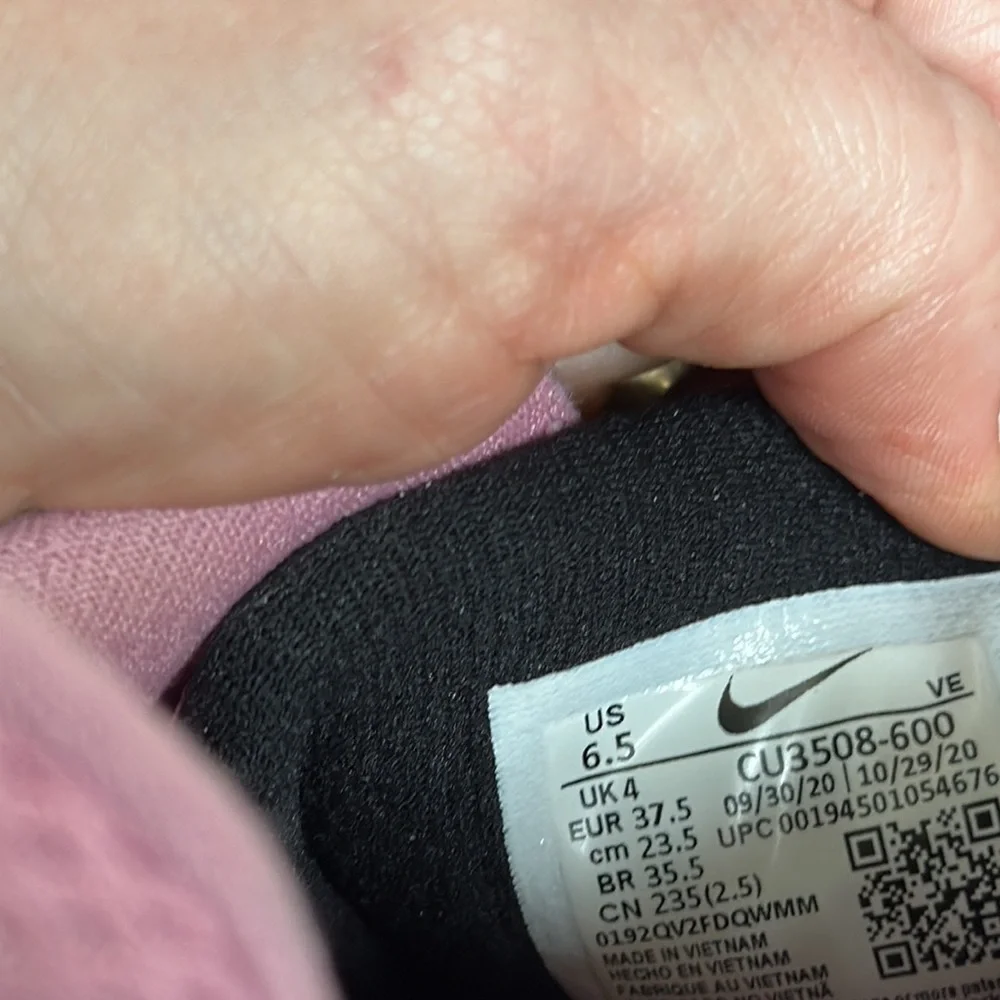 US
6.5
VE
CU3508-600
UK 4
09/30/20 | 10/29/20
EUR 37.5
UPC 00194501054676
cm 23.5
BR 35.5
CN 235(2.5)
0192QV2FDQWMM
MADE IN VIETNAM
HECHO EN VIETNAM
FABRIQUE AU VIETNAM